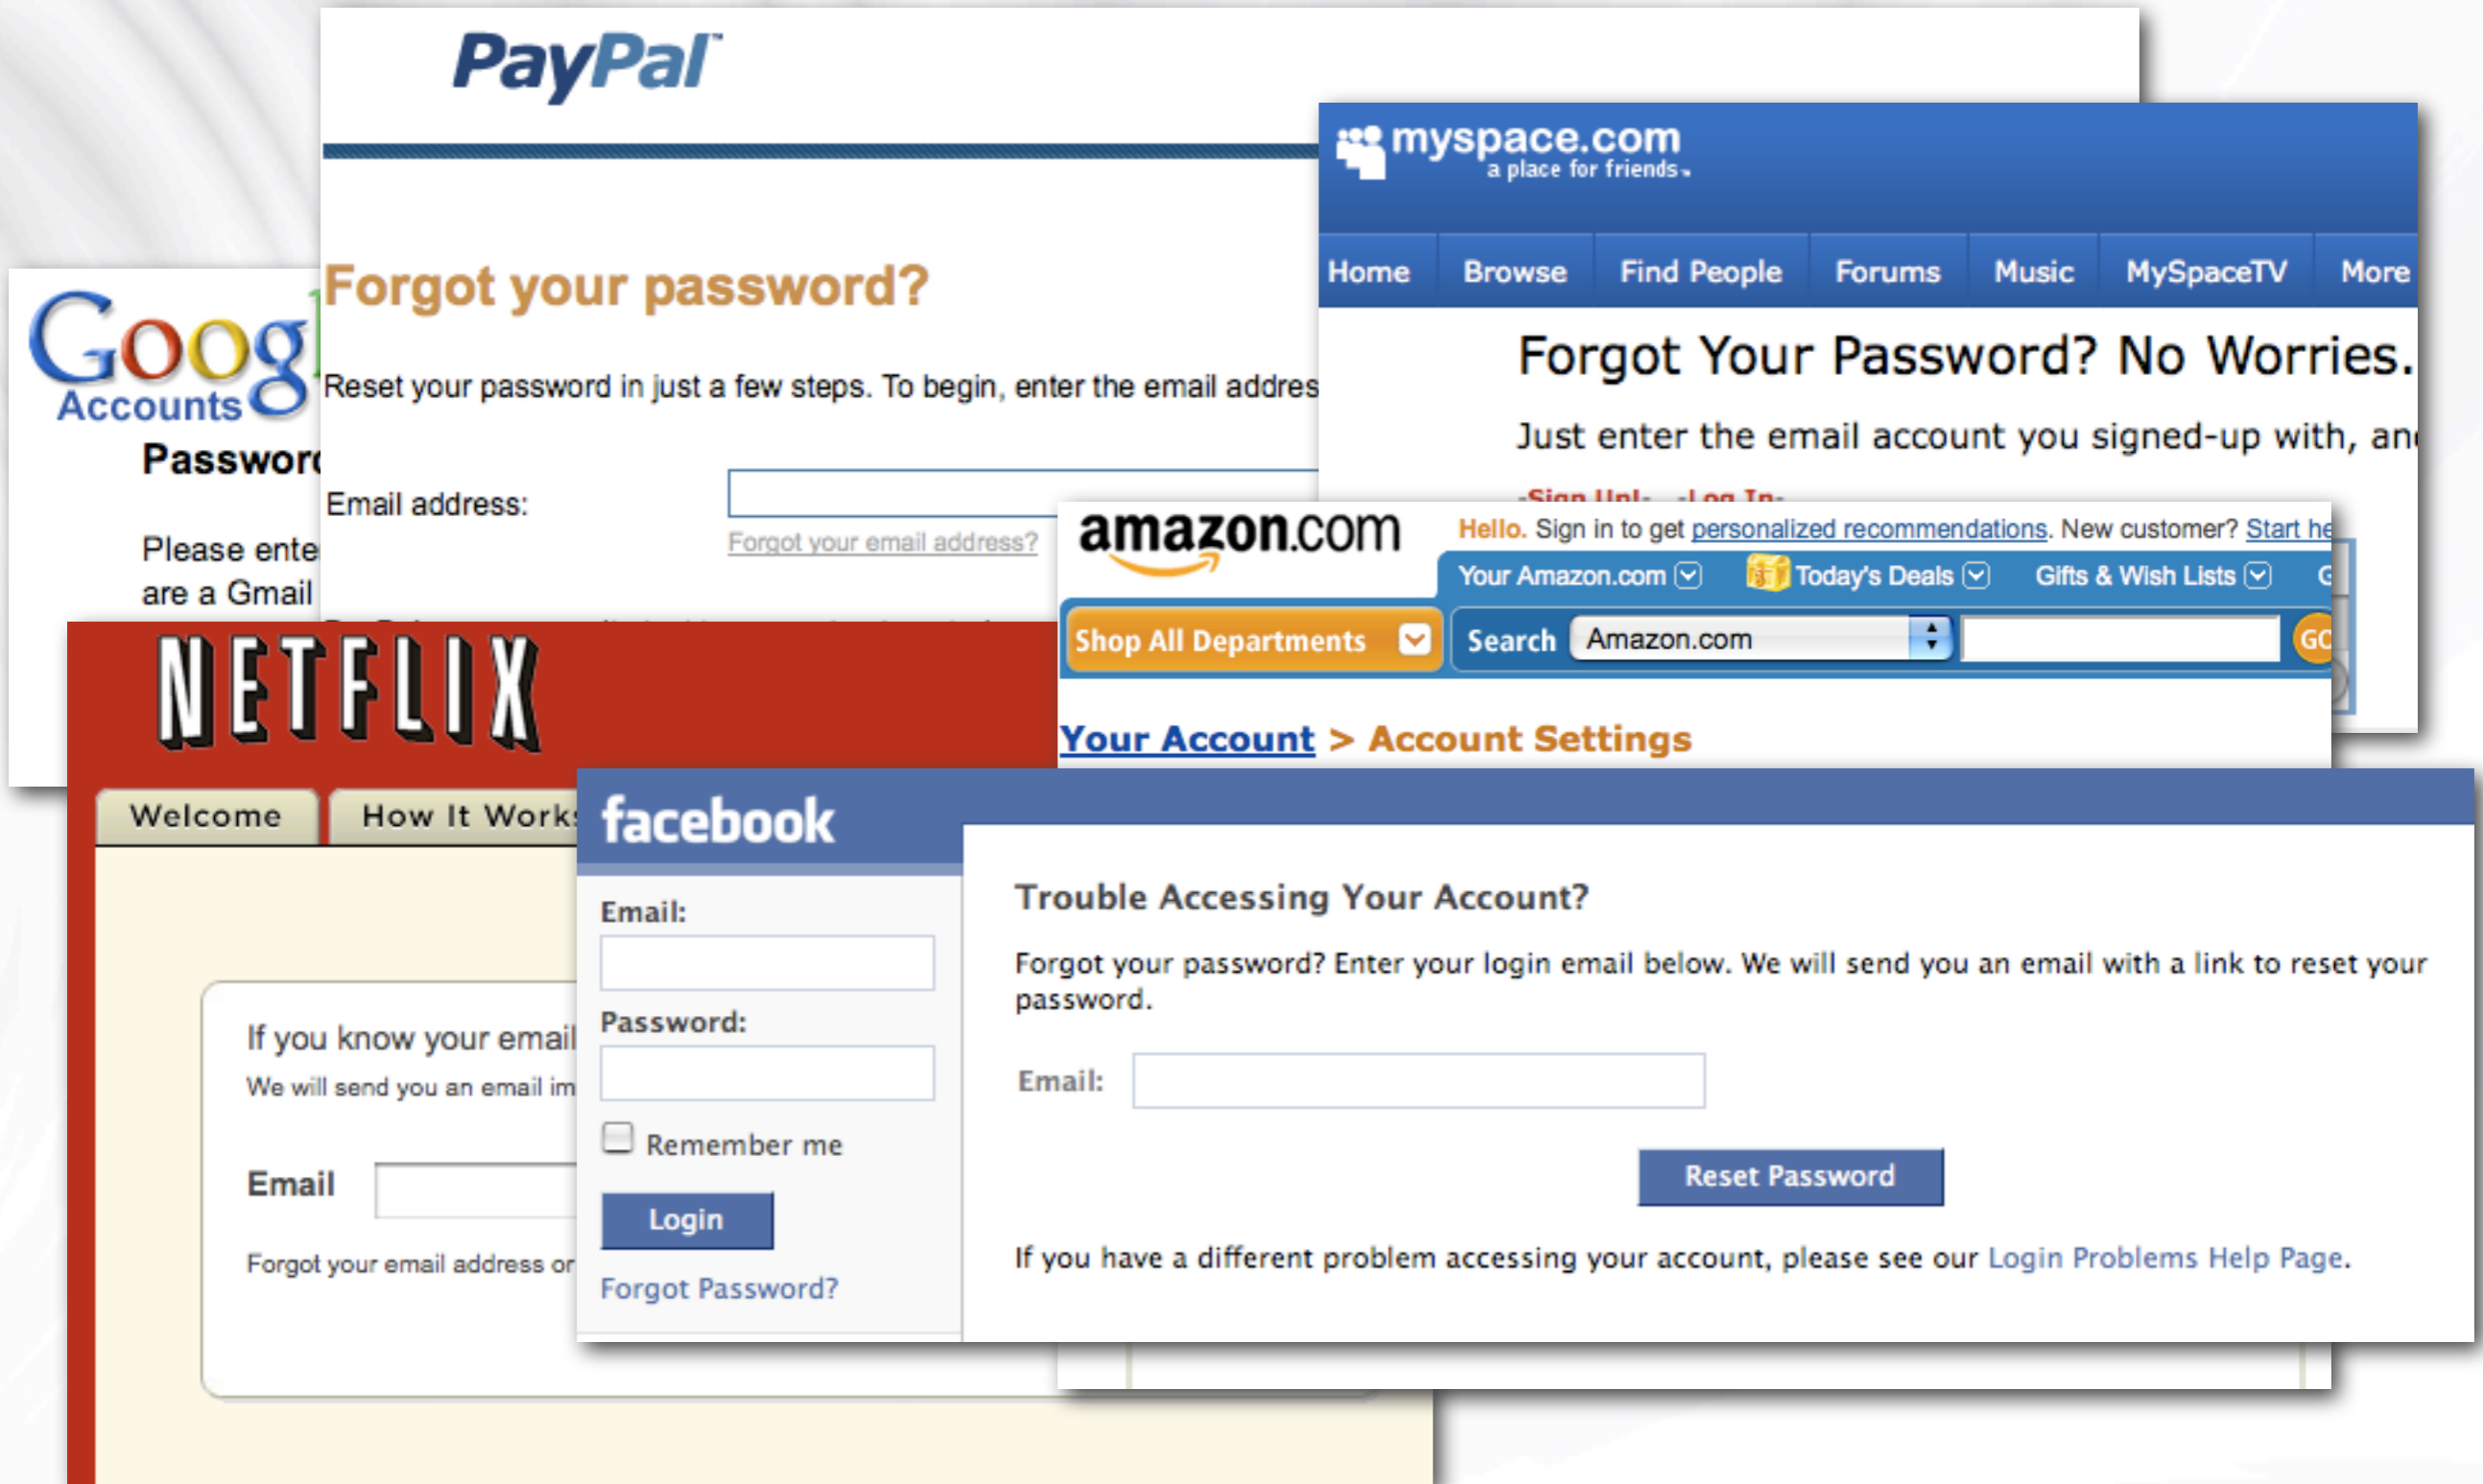 PayPal™
Forgot your password?
Reset your password in just a few steps. To begin, enter the email addres
Email address:
Forgot your email address?
myspace.com
a place for friends
Home Browse Find People Forums Music MySpaceTV More
Forgot Your Password? No Worries.
Just enter the email account you signed-up with, an
-Sign Up!- -Log In-
Goog
Accounts
Password
Please ente
are a Gmail
amazon.com
Hello. Sign in to get personalized recommendations. New customer? Start he
Your Amazon.com Today's Deals Gifts & Wish Lists G
Shop All Departments Search Amazon.com GO
Your Account > Account Settings
NETFLIX
Welcome How It Works
If you know your email
We will send you an email im
Email
Forgot your email address or
facebook
Email:
Password:
Remember me
Login
Forgot Password?
Trouble Accessing Your Account?
Forgot your password? Enter your login email below. We will send you an email with a link to reset your
password.
Email:
Reset Password
If you have a different problem accessing your account, please see our Login Problems Help Page.